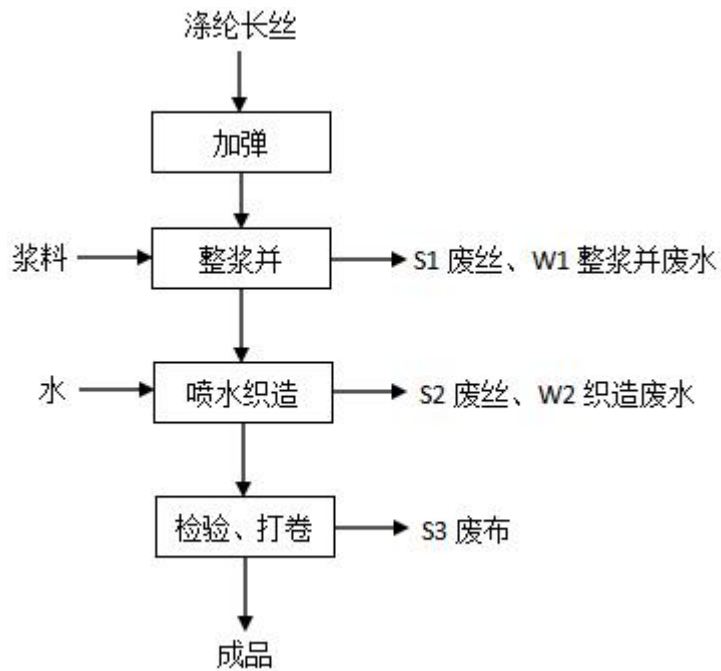 涤纶长丝
加弹
浆料
整浆并
S1 废丝、W1 整浆并废水
水
喷水织造
S2 废丝、W2 织造废水
检验、打卷
S3 废布
成品